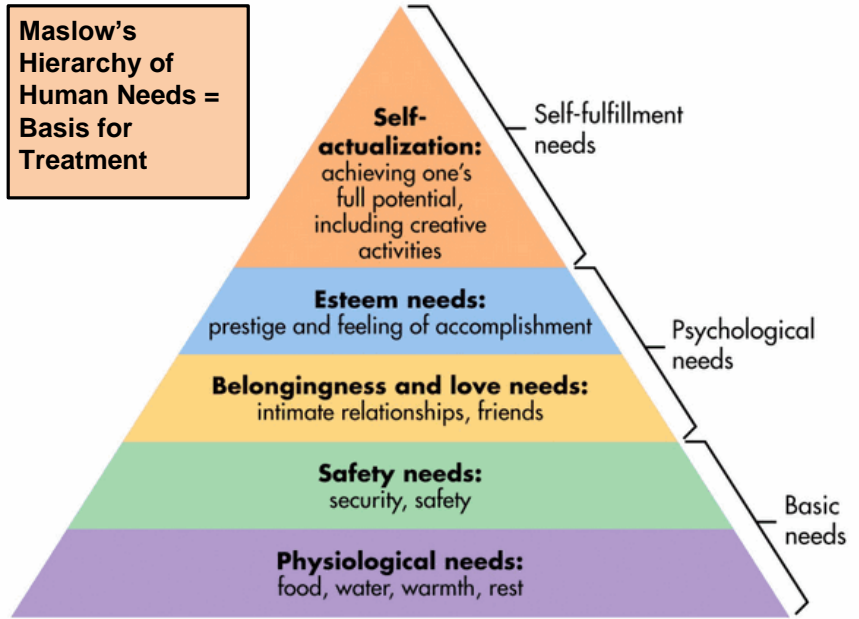 Maslow’s
Hierarchy of
Human Needs =
Basis for
Treatment
Self-
actualization:
achieving one’s
full potential,
including creative
activities
Self-fulfillment
needs
Esteem needs:
prestige and feeling of accomplishment
Psychological
needs
Belongingness and love needs:
intimate relationships, friends
Safety needs:
security, safety
Basic
needs
Physiological needs:
food, water, warmth, rest